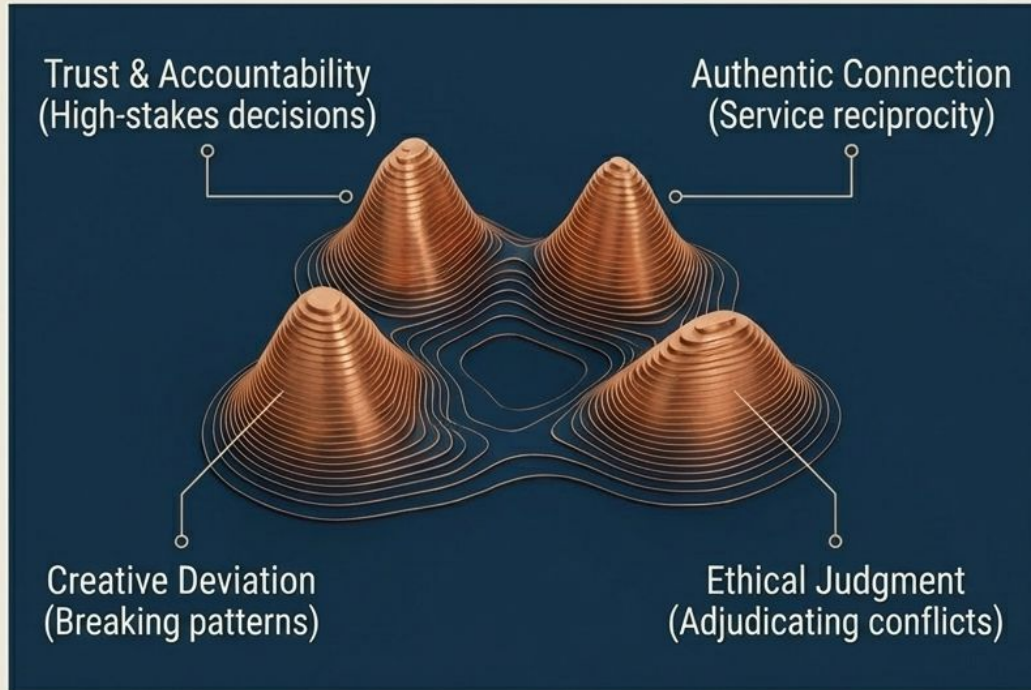 Trust & Accountability
(High-stakes decisions)
Authentic Connection
(Service reciprocity)
Creative Deviation
(Breaking patterns)
Ethical Judgment
(Adjudicating conflicts)